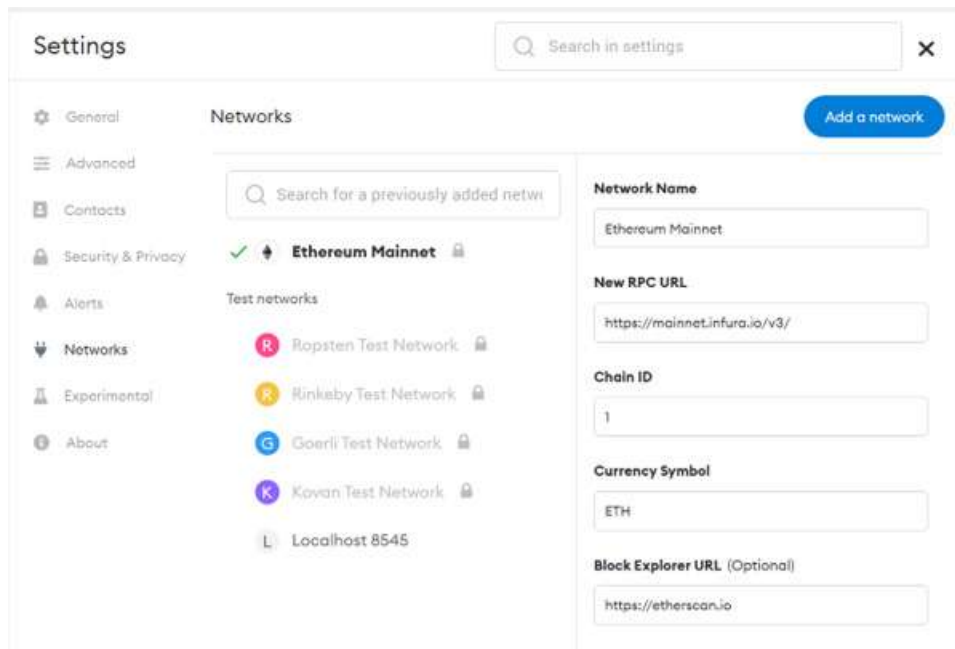 Settings
Search in settings
General
Advanced
Contacts
Security & Privacy
Alerts
Networks
Experimental
About
Networks
Add a network
Search for a previously added netwo
Ethereum Mainnet
Test networks
R Ropsten Test Network
R Rinkeby Test Network
G Goerli Test Network
K Kovan Test Network
L Localhost 8545
Network Name
Ethereum Mainnet
New RPC URL
https://mainnet.infura.io/v3/
Chain ID
1
Currency Symbol
ETH
Block Explorer URL (Optional)
https://etherscan.io